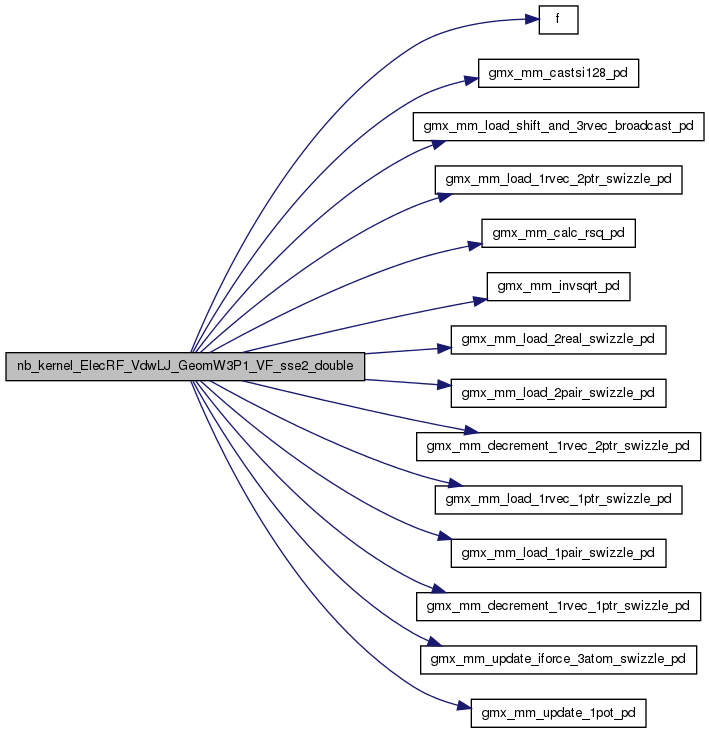 f
gmx_mm_castsi128_pd
gmx_mm_load_shift_and_3rvec_broadcast_pd
gmx_mm_load_1rvec_2ptr_swizzle_pd
gmx_mm_calc_rsq_pd
gmx_mm_invsqrt_pd
gmx_mm_load_2real_swizzle_pd
nb_kernel_ElecRF_VdwLJ_GeomW3P1_VF_sse2_double
gmx_mm_load_2pair_swizzle_pd
gmx_mm_decrement_1rvec_2ptr_swizzle_pd
gmx_mm_load_1rvec_1ptr_swizzle_pd
gmx_mm_load_1pair_swizzle_pd
gmx_mm_decrement_1rvec_1ptr_swizzle_pd
gmx_mm_update_iforce_3atom_swizzle_pd
gmx_mm_update_1pot_pd